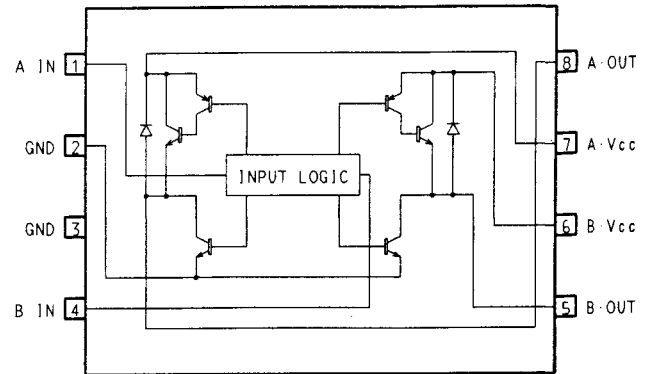 A IN 1
8 A·OUT
GND 2
7 A·Vcc
INPUT LOGIC
GND 3
6 B·Vcc
B IN 4
5 B·OUT